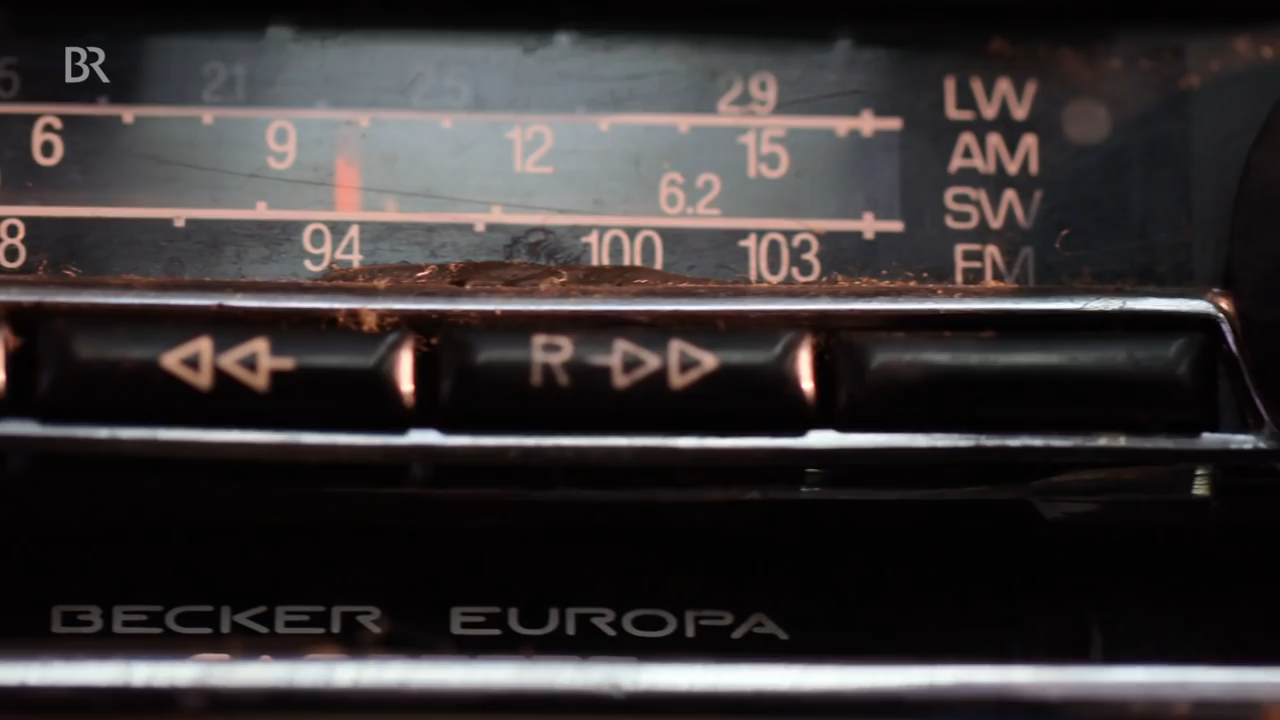 BR
21 25 29
6 9 12 15
6.2
8 94 100 103
LW
AM
SW
FM
R
BECKER EUROPA